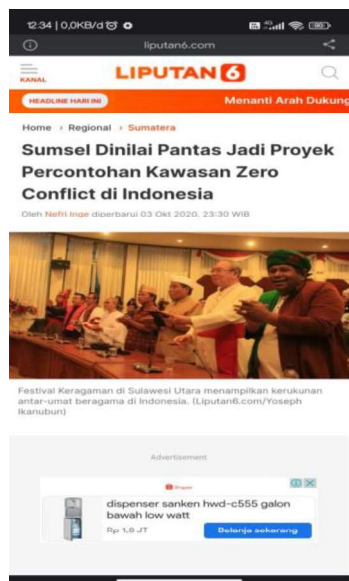 12:34 | 0,0KB/d
liputan6.com
KANAL
LIPUTAN 6
HEADLINE HARI INI
Menanti Arah Dukung
Home › Regional › Sumatera
Sumsel Dinilai Pantas Jadi Proyek
Percontohan Kawasan Zero
Conflict di Indonesia
Oleh Nefri Inge diperbarui 03 Okt 2020, 23:30 WIB
Festival Keragaman di Sulawesi Utara menampilkan kerukunan
antar-umat beragama di Indonesia. (Liputan6.com/Yoseph
Ikanubun)
Advertisement
dispenser sanken hwd-c555 galon
bawah low watt
Rp 1,8 JT
Belanja sekarang